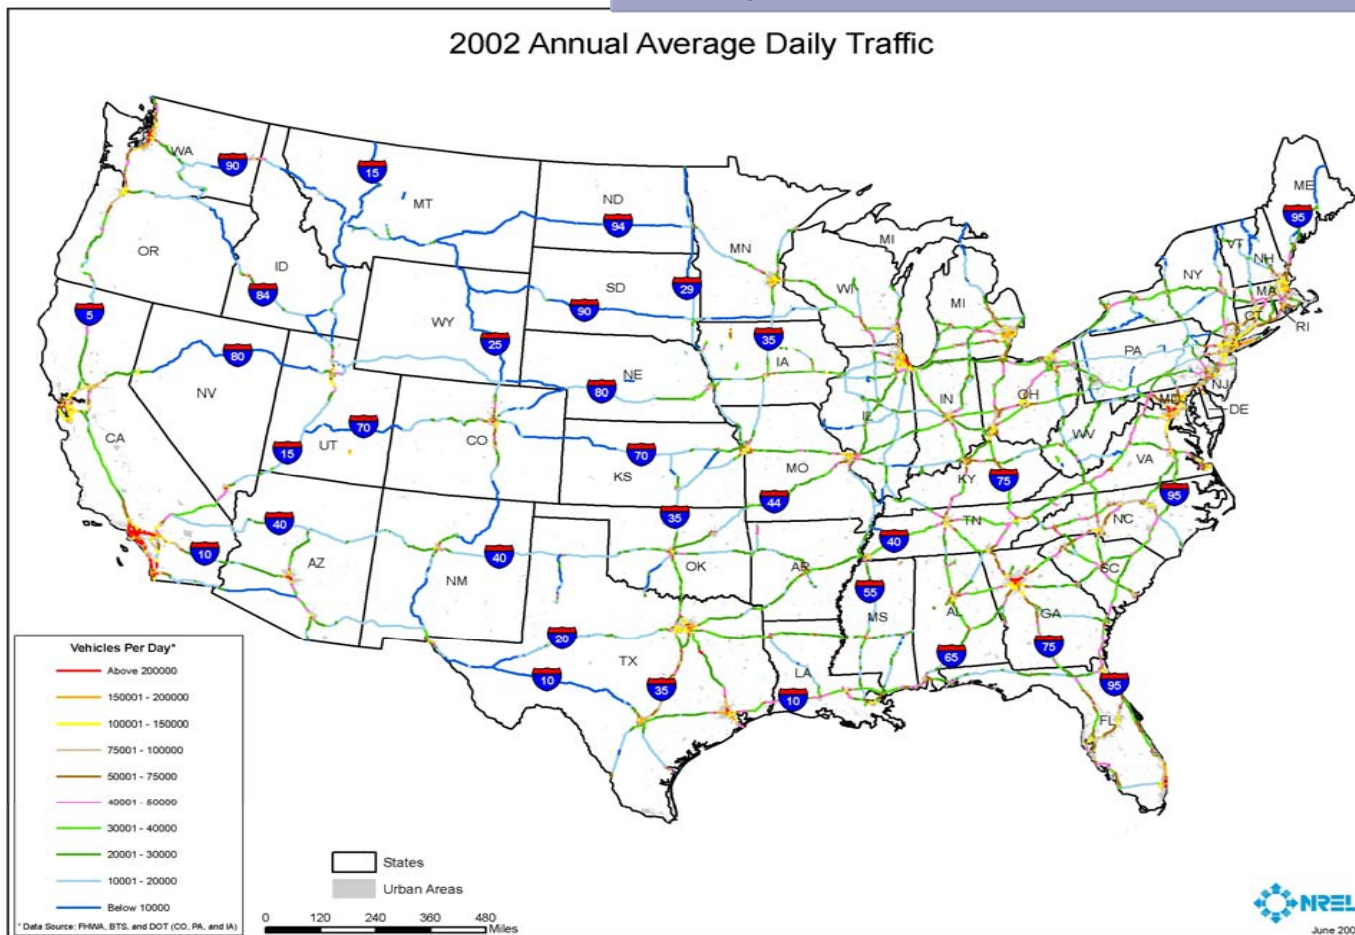 2002 Annual Average Daily Traffic
WA
90
15
MT
ND
94
ME
95
MN
MI
OR
ID
84
VT
NH
NY
5
SD
29
90
WI
MI
MA
CT
RI
WY
25
35
IA
PA
80
NE
80
NJ
NV
IN
OH
MD
DE
IL
CA
70
UT
15
CO
70
KS
MO
WV
VA
KY
75
44
95
40
35
TN
NC
10
AZ
40
NM
OK
AR
40
SC
55
AL
MS
GA
20
TX
65
75
10
35
LA
10
95
FL
Vehicles Per Day*
Above 200000
150001 - 200000
100001 - 150000
75001 - 100000
50001 - 75000
40001 - 50000
30001 - 40000
20001 - 30000
10001 - 20000
Below 10000
* Data Source: FHWA, BTS, and DOT (CO, PA, and IA)
States
Urban Areas
0 120 240 360 480
Miles
NREL
June 200